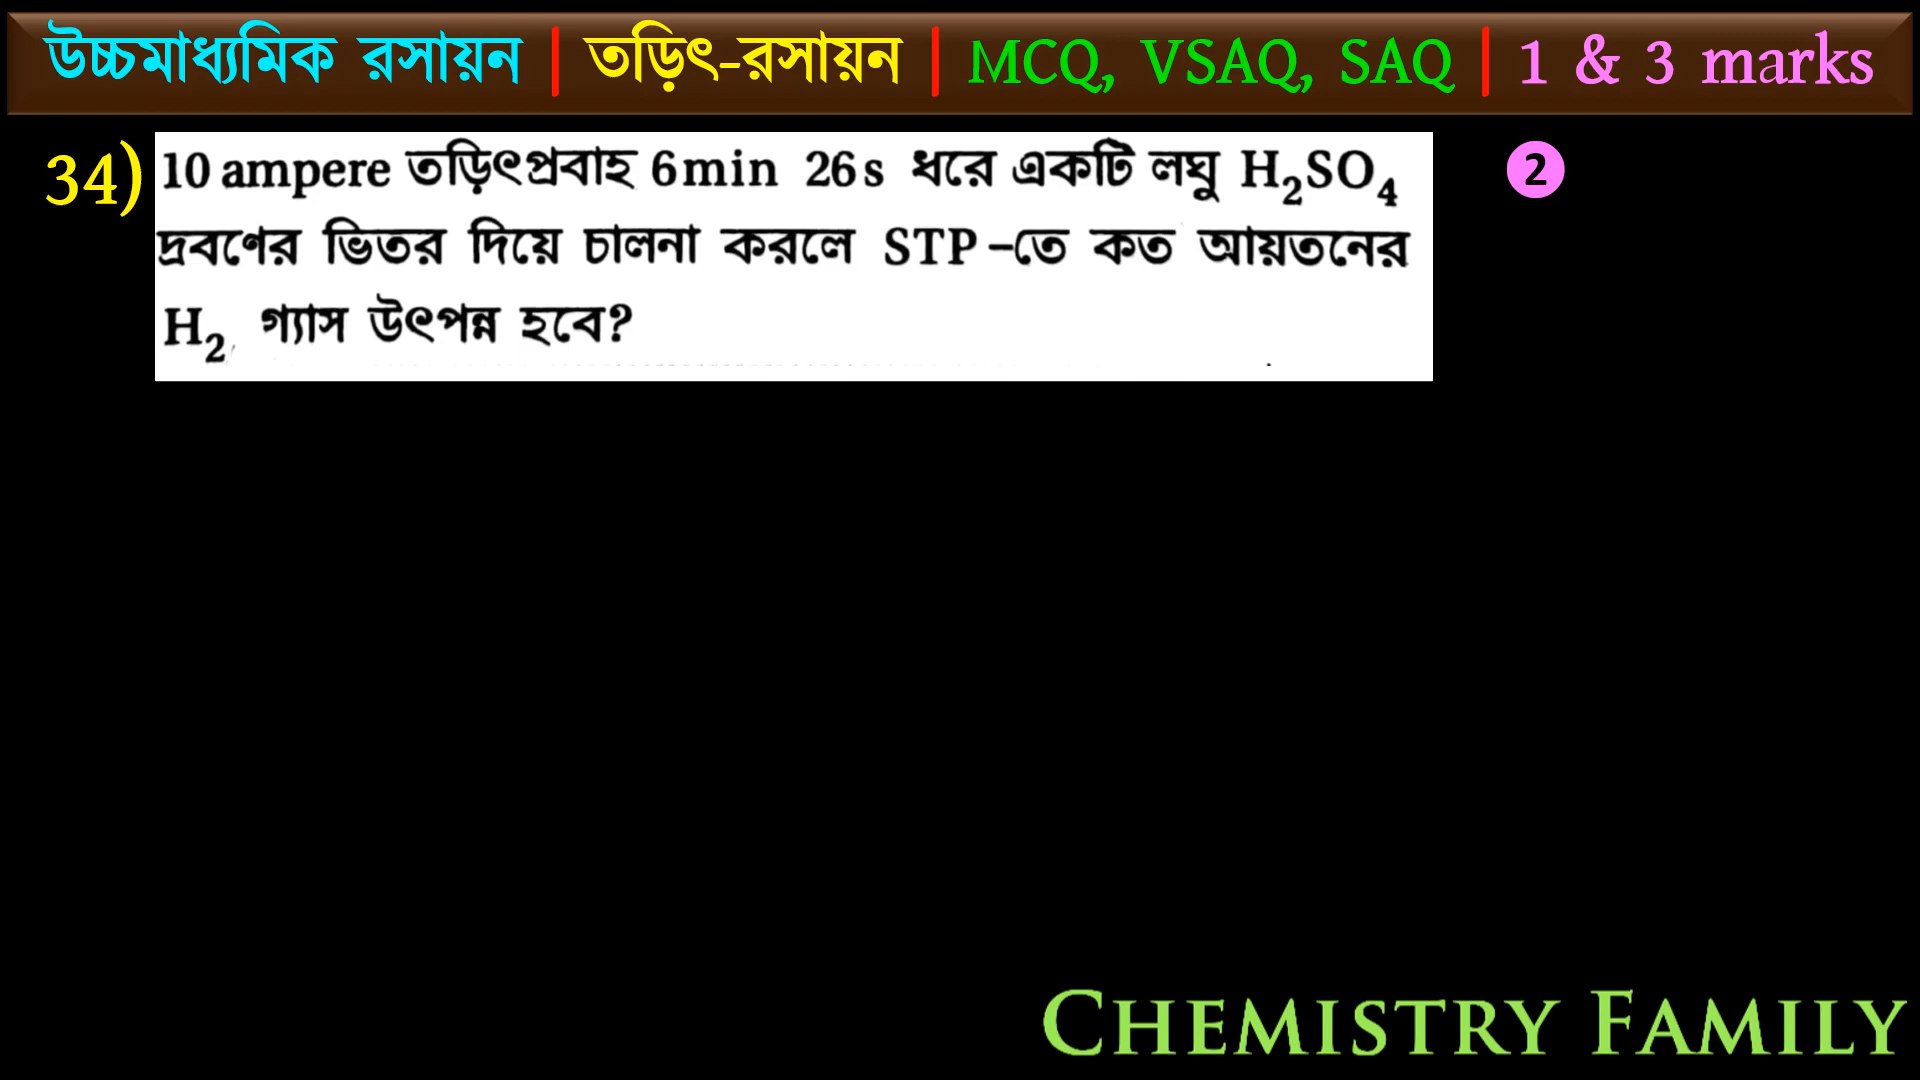 উচ্চমাধ্যমিক রসায়ন | তড়িৎ-রসায়ন | MCQ, VSAQ, SAQ | 1 & 3 marks
34) 10 ampere তড়িৎপ্রবাহ 6min 26s ধরে একটি লঘু H₂SO₄ 2
দ্রবণের ভিতর দিয়ে চালনা করলে STP-তে কত আয়তনের
H₂ গ্যাস উৎপন্ন হবে?
CHEMISTRY FAMILY